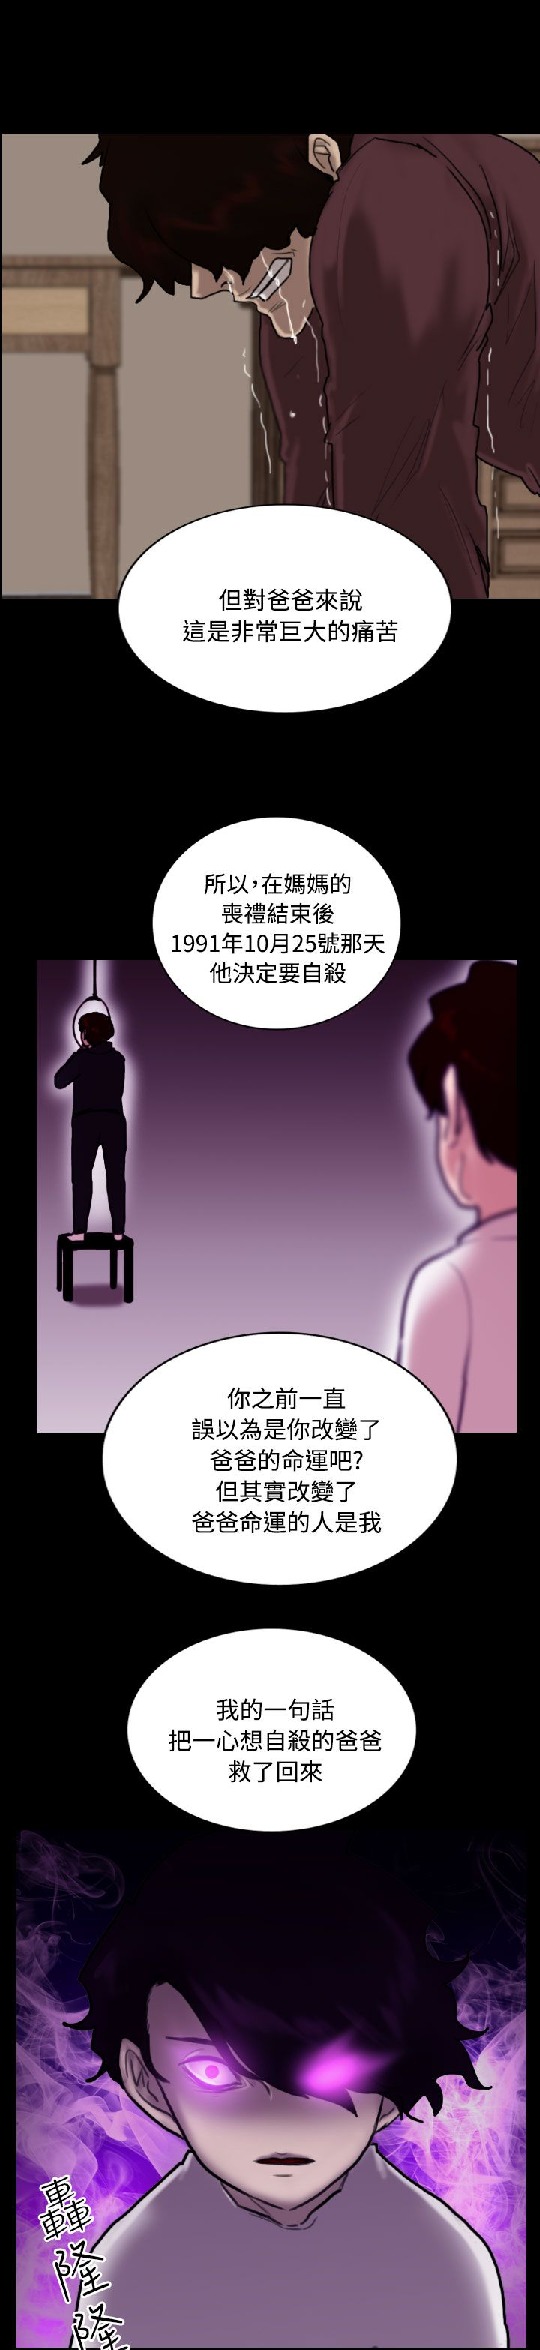 但對爸爸來說
這是非常巨大的痛苦
所以，在媽媽的
喪禮結束後
1991年10月25號那天
他決定要自殺
你之前一直
誤以為是你改變了
爸爸的命運吧?
但其實改變了
爸爸命運的人是我
我的一句話
把一心想自殺的爸爸
救了回來
轟
隆
隆